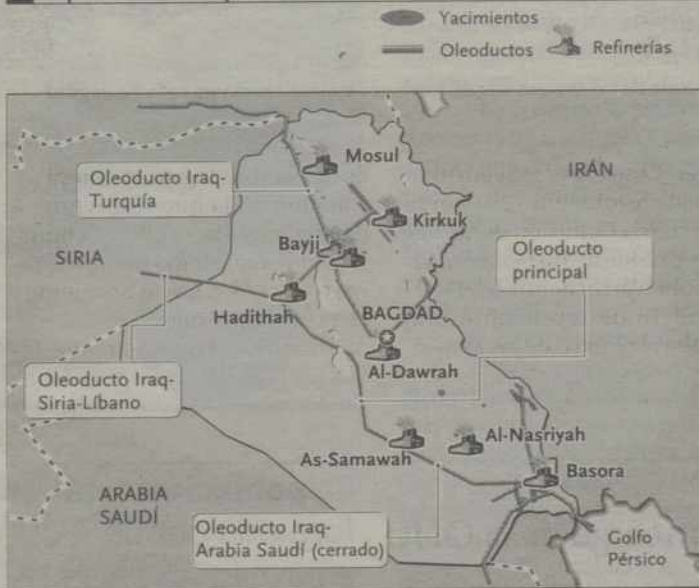 Yacimientos
Oleoductos
Refinerías
Mosul
IRÁN
Oleoducto Iraq-
Turquía
Kirkuk
Oleoducto
principal
Bayji
SIRIA
Hadithah
BAGDAD
Al-Dawrah
Oleoducto Iraq-
Siria-Líbano
Al-Nasriyah
As-Samawah
Basora
ARABIA
SAUDÍ
Oleoducto Iraq-
Arabia Saudí (cerrado)
Golfo
Pérsico